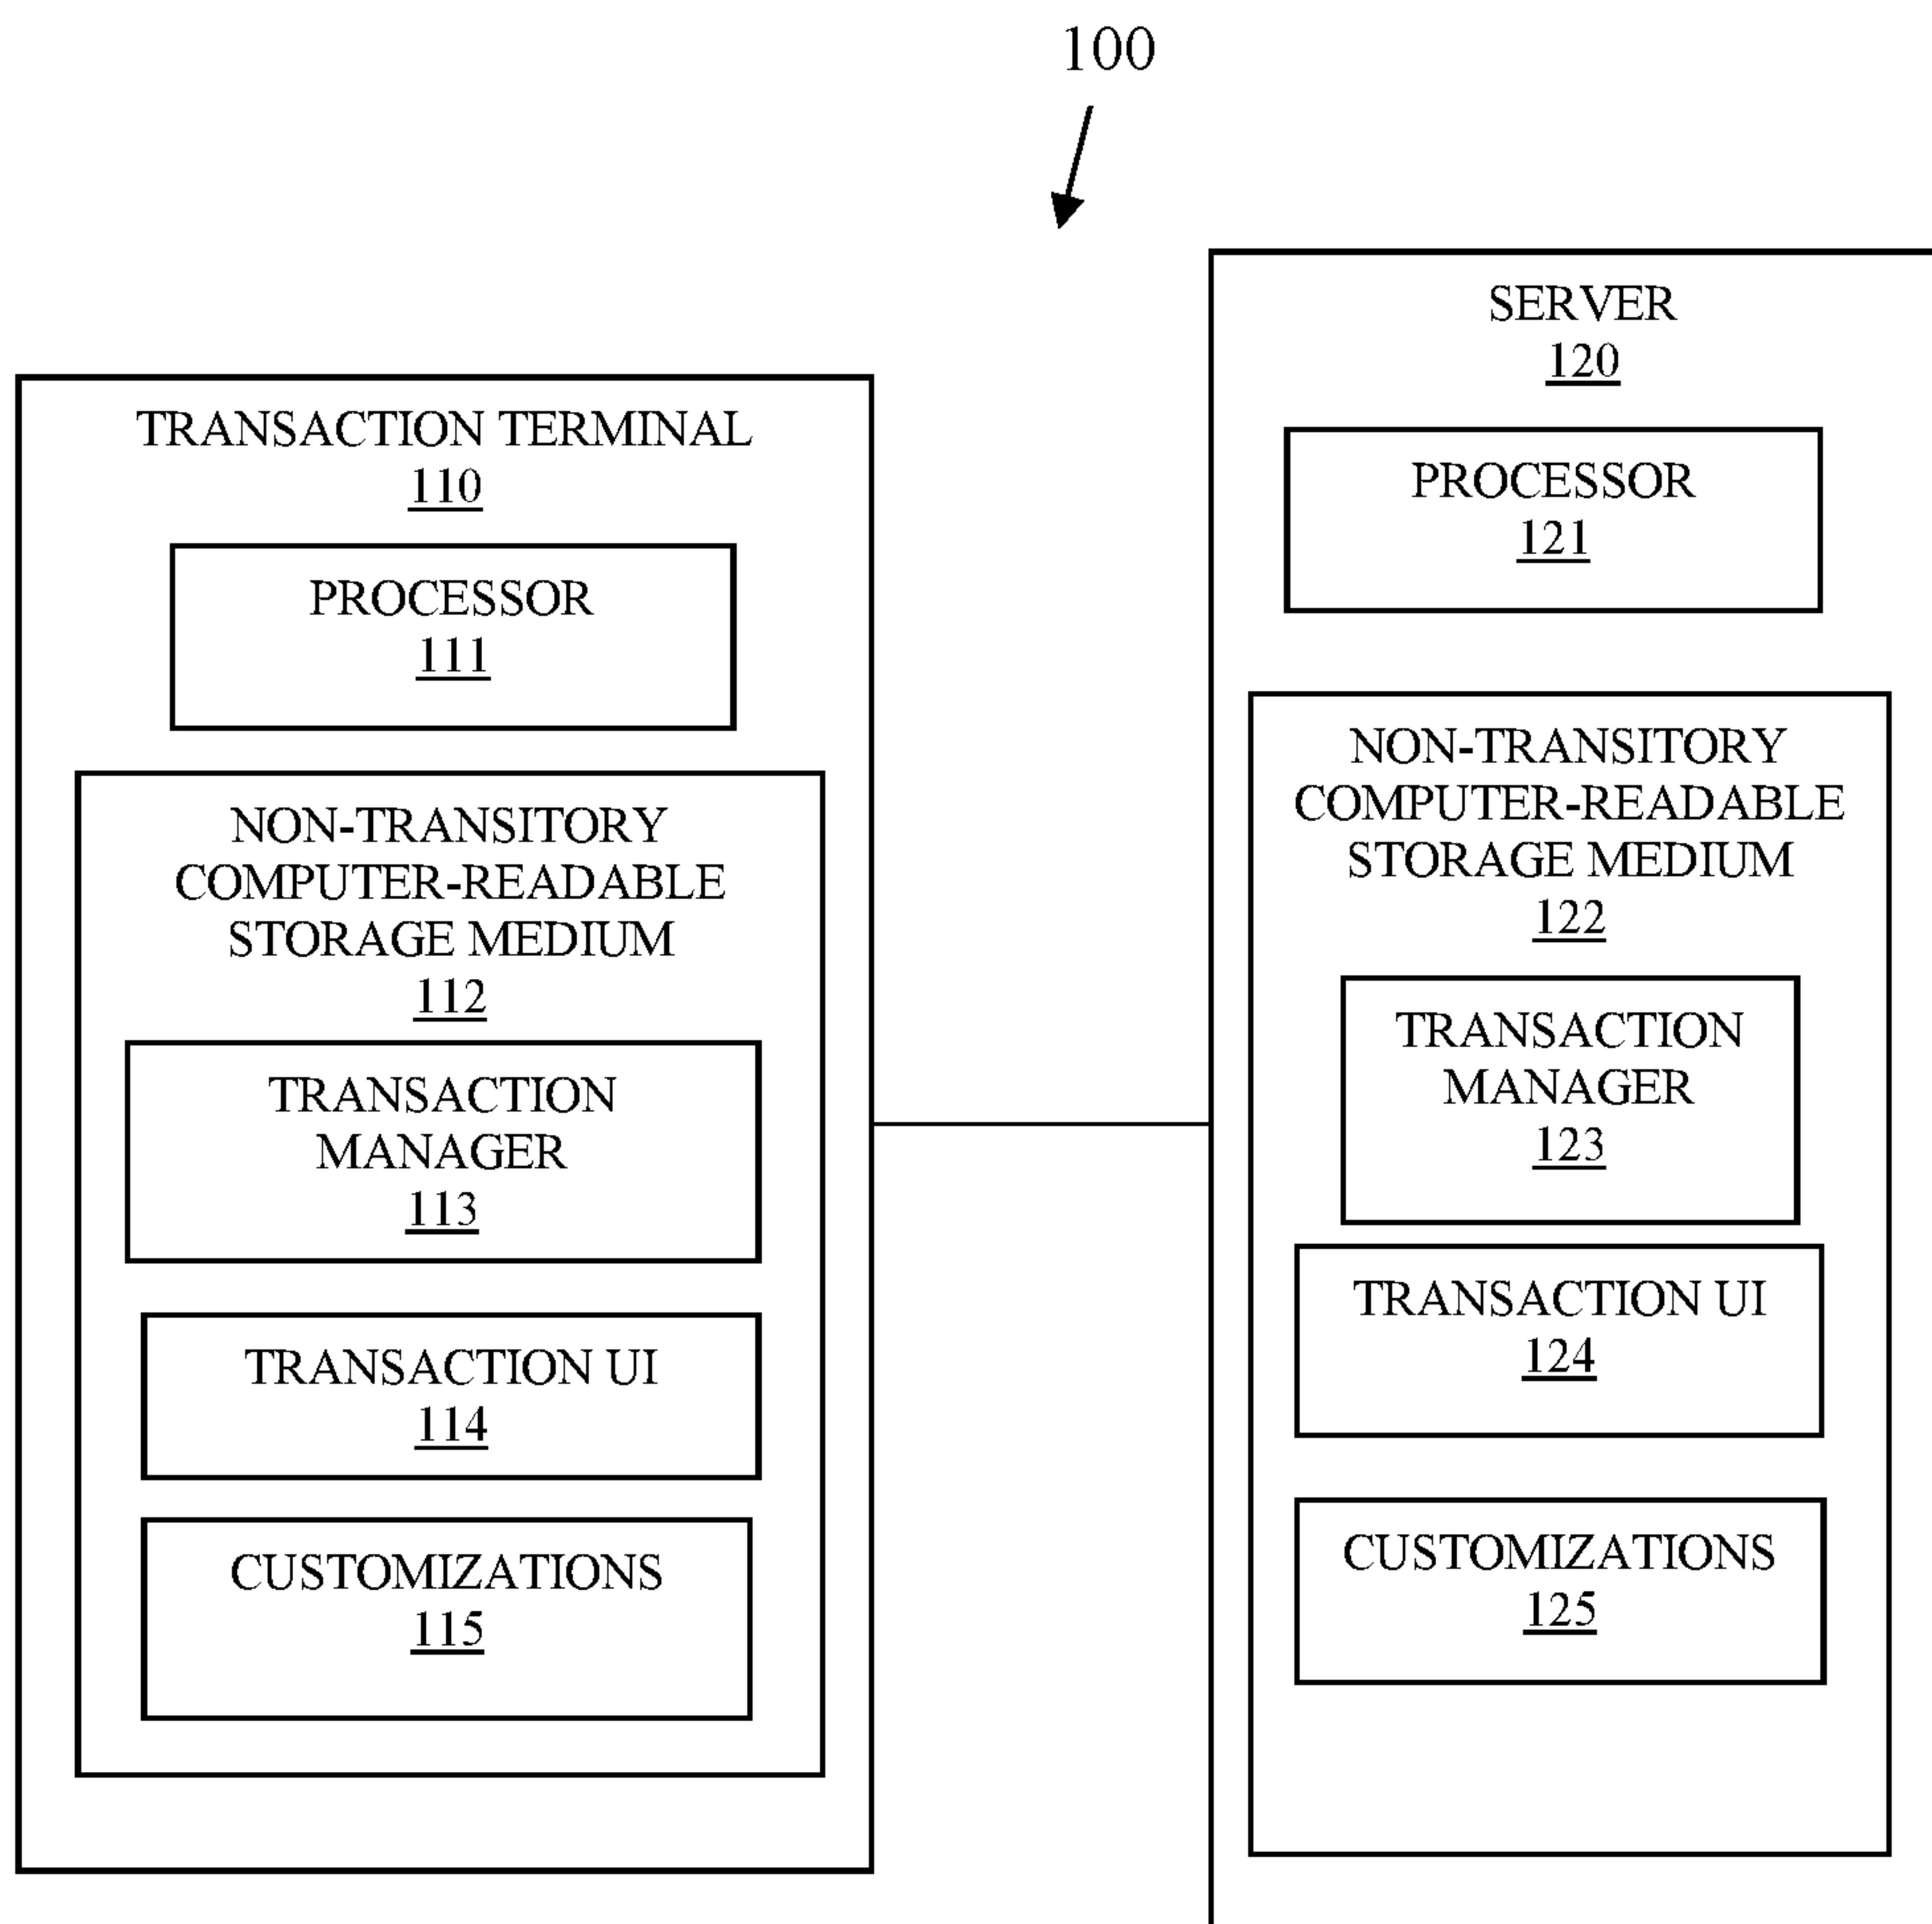 100
TRANSACTION TERMINAL
110
PROCESSOR
111
NON-TRANSITORY
COMPUTER-READABLE
STORAGE MEDIUM
112
TRANSACTION
MANAGER
113
TRANSACTION UI
114
CUSTOMIZATIONS
115
SERVER
120
PROCESSOR
121
NON-TRANSITORY
COMPUTER-READABLE
STORAGE MEDIUM
122
TRANSACTION
MANAGER
123
TRANSACTION UI
124
CUSTOMIZATIONS
125